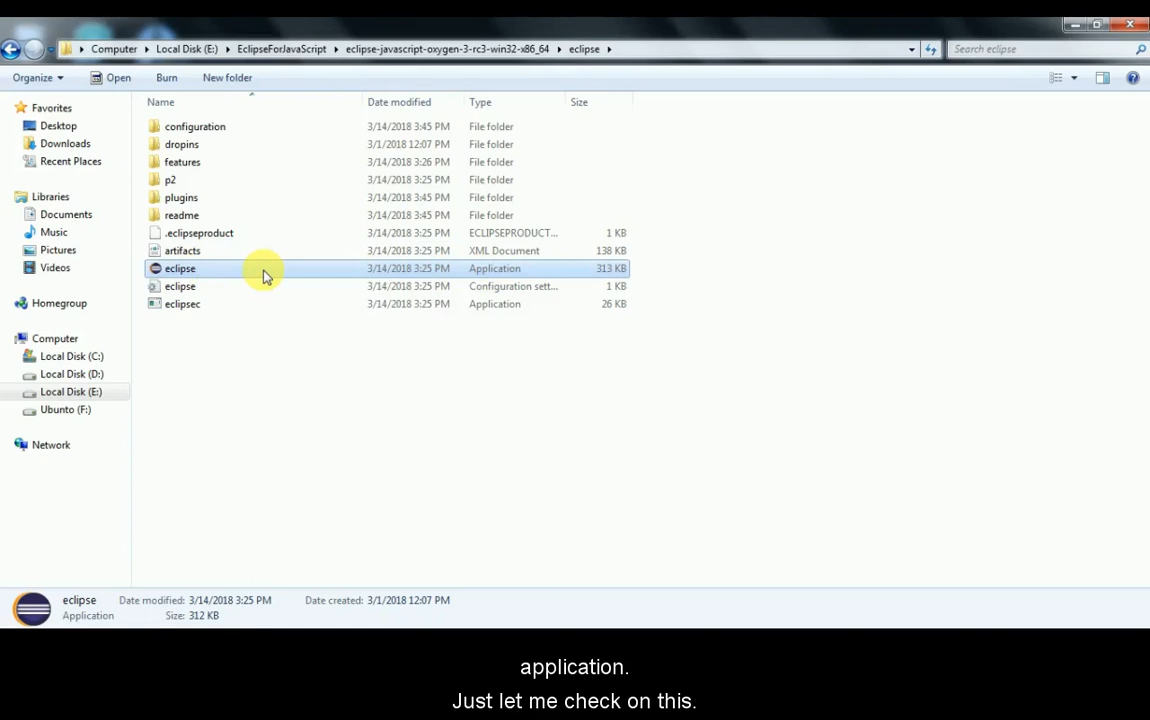 Computer Local Disk (E:) EclipseForJavaScript eclipse-javascript-oxygen-3-rc3-win32-x86_64 eclipse Search eclipse
Organize Open Burn New folder
Favorites
Desktop
Downloads
Recent Places
Libraries
Documents
Music
Pictures
Videos
Homegroup
Computer
Local Disk (C:)
Local Disk (D:)
Local Disk (E:)
Ubunto (F:)
Network
Name Date modified Type Size
configuration 3/14/2018 3:45 PM File folder
dropins 3/1/2018 12:07 PM File folder
features 3/14/2018 3:26 PM File folder
p2 3/14/2018 3:25 PM File folder
plugins 3/14/2018 3:45 PM File folder
readme 3/14/2018 3:45 PM File folder
.eclipseproduct 3/14/2018 3:25 PM ECLIPSEPRODUCT... 1 KB
artifacts 3/14/2018 3:25 PM XML Document 138 KB
eclipse 3/14/2018 3:25 PM Application 313 KB
eclipse 3/14/2018 3:25 PM Configuration sett... 1 KB
eclipsec 3/14/2018 3:25 PM Application 26 KB
eclipse Date modified: 3/14/2018 3:25 PM Date created: 3/1/2018 12:07 PM
Application Size: 312 KB
application.
Just let me check on this.